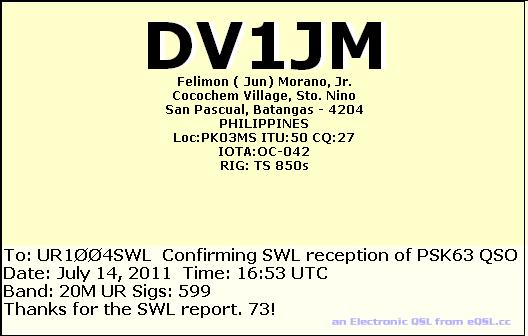 DV1JM
Felimon ( Jun) Morano, Jr.
Cocochem Village, Sto. Nino
San Pascual, Batangas - 4204
PHILIPPINES
Loc:PK03MS ITU:50 CQ:27
IOTA:OC-042
RIG: TS 850s
To: UR1ØØ4SWL  Confirming SWL reception of PSK63 QSO
Date: July 14, 2011  Time: 16:53 UTC
Band: 20M UR Sigs: 599
Thanks for the SWL report. 73!
an Electronic QSL from eQSL.cc